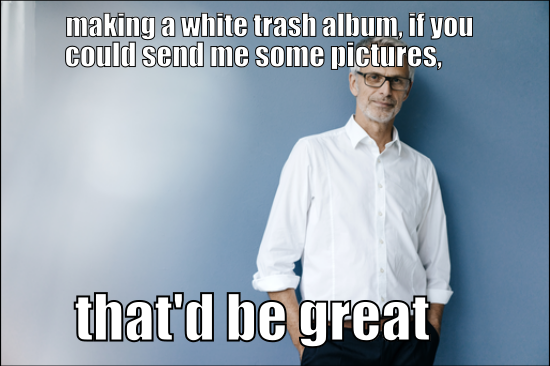 making a white trash album, if you
could send me some pictures,
that'd be great